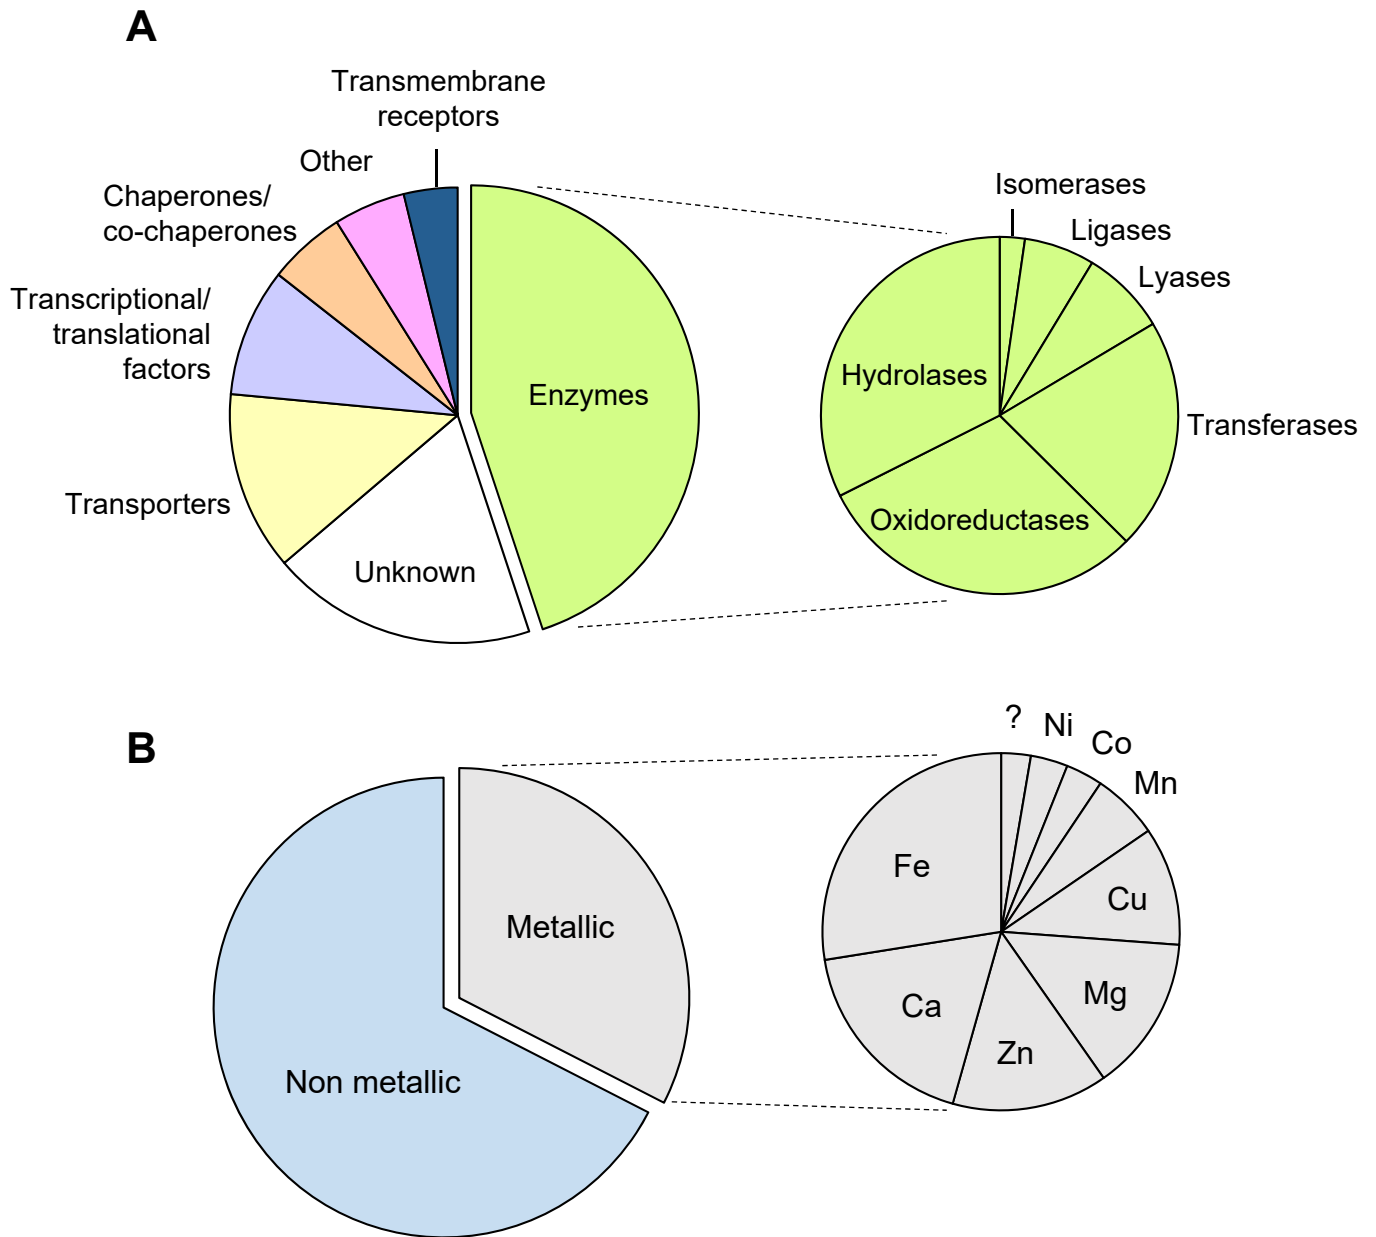 A
Transmembrane
receptors
Other
Chaperones/
co-chaperones
Transcriptional/
translational
factors
Transporters
Unknown
Enzymes
Isomerases
Ligases
Lyases
Transferases
Hydrolases
Oxidoreductases
B
Non metallic
Metallic
?
Ni
Co
Mn
Cu
Mg
Zn
Ca
Fe